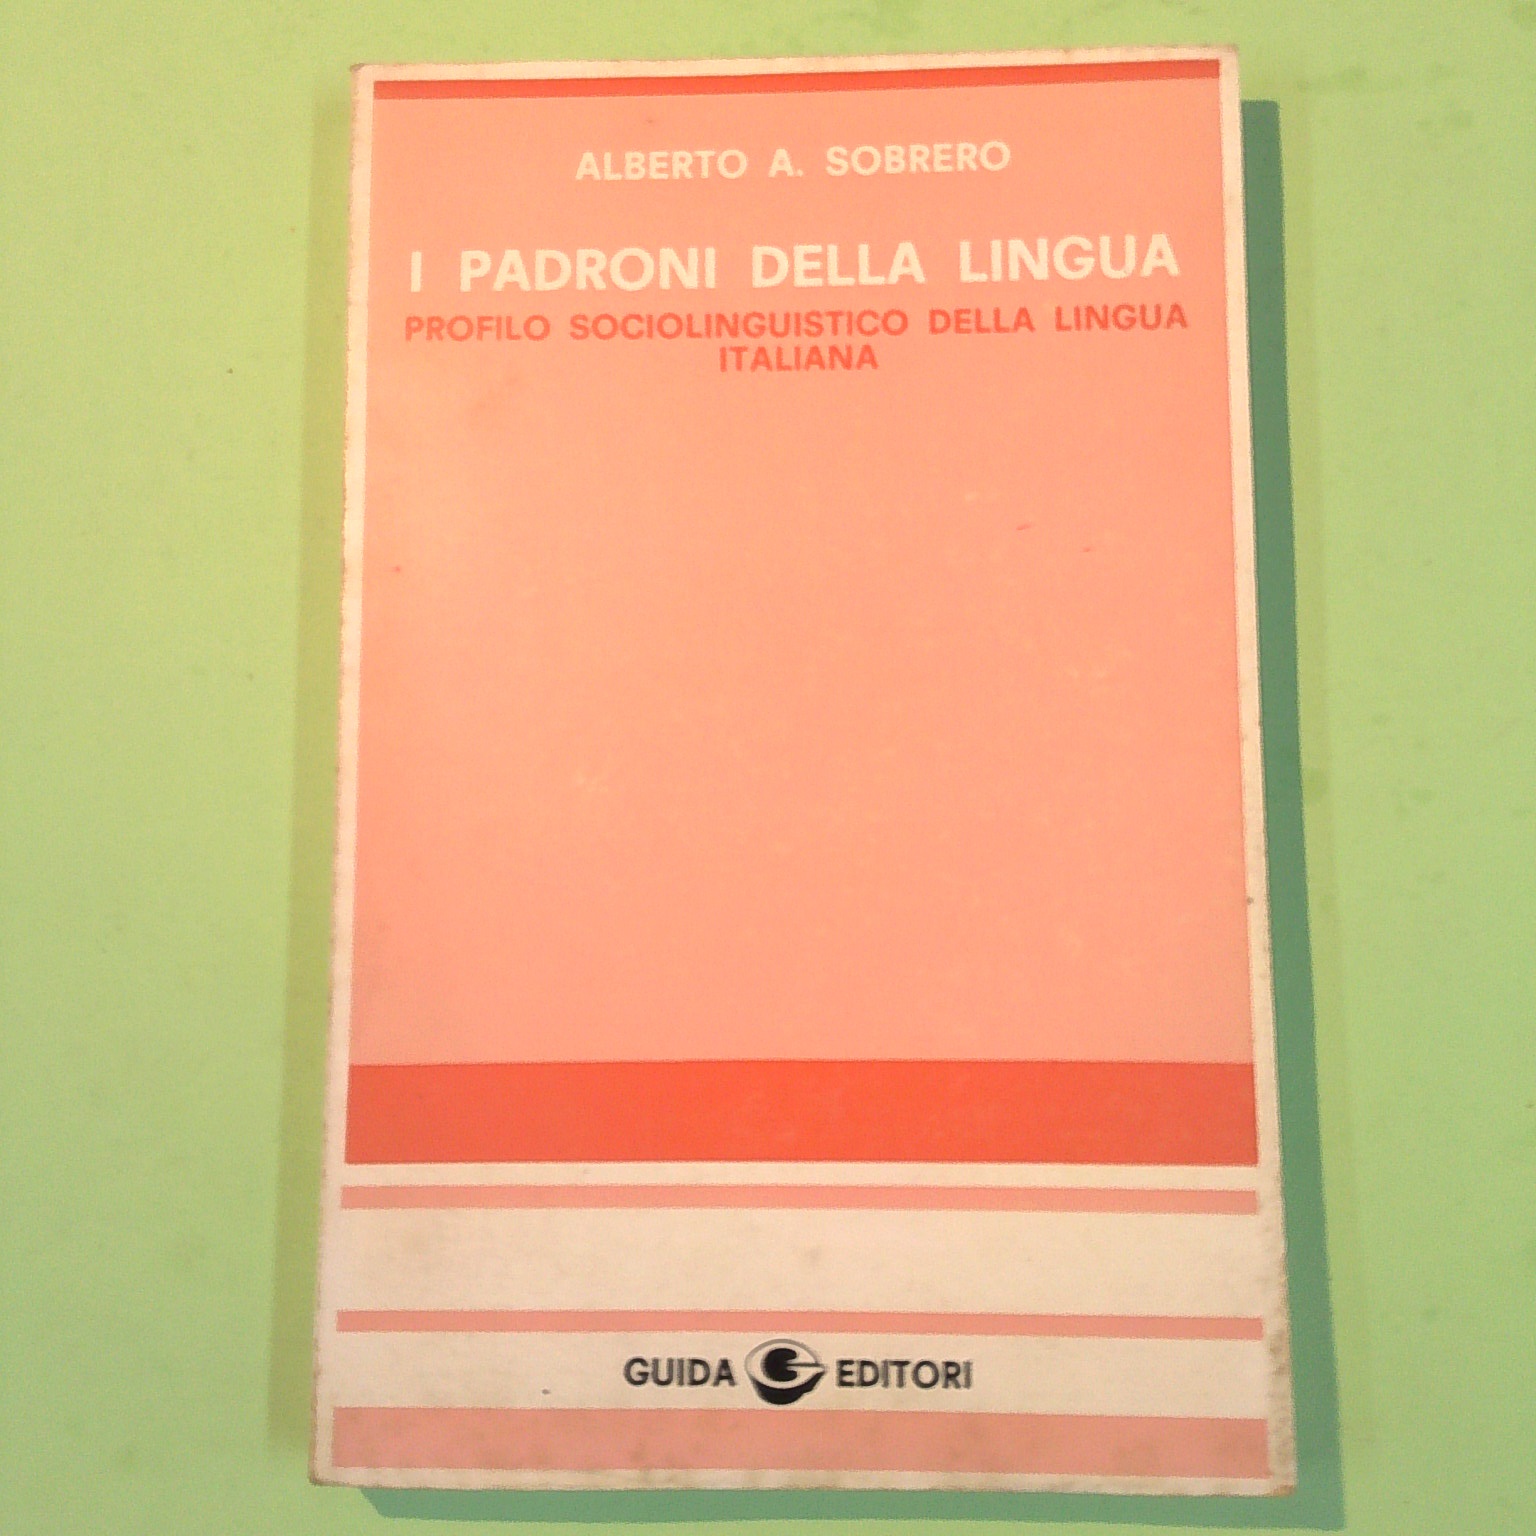 ALBERTO A. SOBRERO
I PADRONI DELLA LINGUA
PROFILO SOCIOLINGUISTICO DELLA LINGUA
ITALIANA
GUIDA EDITORI